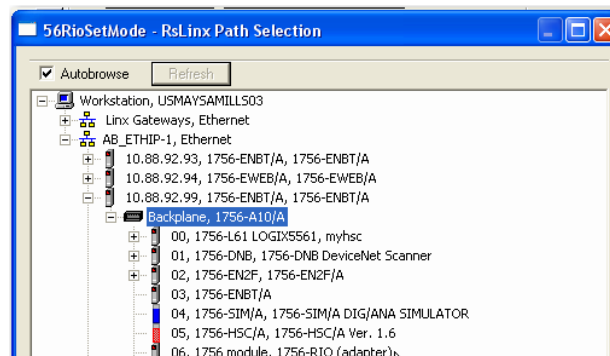 56RioSetMode - RsLinx Path Selection
Autobrowse Refresh
Workstation, USMAYSAMILLS03
Linx Gateways, Ethernet
AB_ETHIP-1, Ethernet
10.88.92.93, 1756-ENBT/A, 1756-ENBT/A
10.88.92.94, 1756-EWEB/A, 1756-EWEB/A
10.88.92.99, 1756-ENBT/A, 1756-ENBT/A
Backplane, 1756-A10/A
00, 1756-L61 LOGIX5561, myhsc
01, 1756-DNB, 1756-DNB DeviceNet Scanner
02, 1756-EN2F, 1756-EN2F/A
03, 1756-ENBT/A
04, 1756-SIM/A, 1756-SIM/A DIG/ANA SIMULATOR
05, 1756-HSC/A, 1756-HSC/A Ver. 1.6
06, 1756 module, 1756-RIO (adapter)